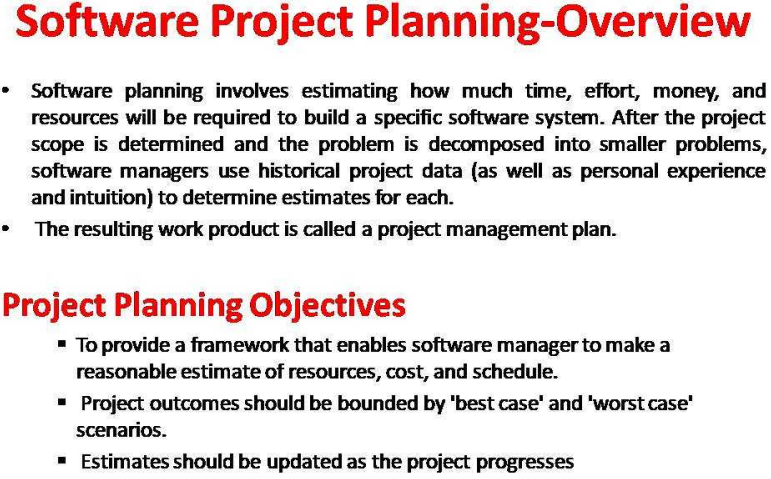 Software Project Planning-Overview
• Software planning involves estimating how much time, effort, money, and
resources will be required to build a specific software system. After the project
scope is determined and the problem is decomposed into smaller problems,
software managers use historical project data (as well as personal experience
and intuition) to determine estimates for each.
• The resulting work product is called a project management plan.
Project Planning Objectives
▪ To provide a framework that enables software manager to make a
reasonable estimate of resources, cost, and schedule.
▪ Project outcomes should be bounded by 'best case' and 'worst case'
scenarios.
▪ Estimates should be updated as the project progresses